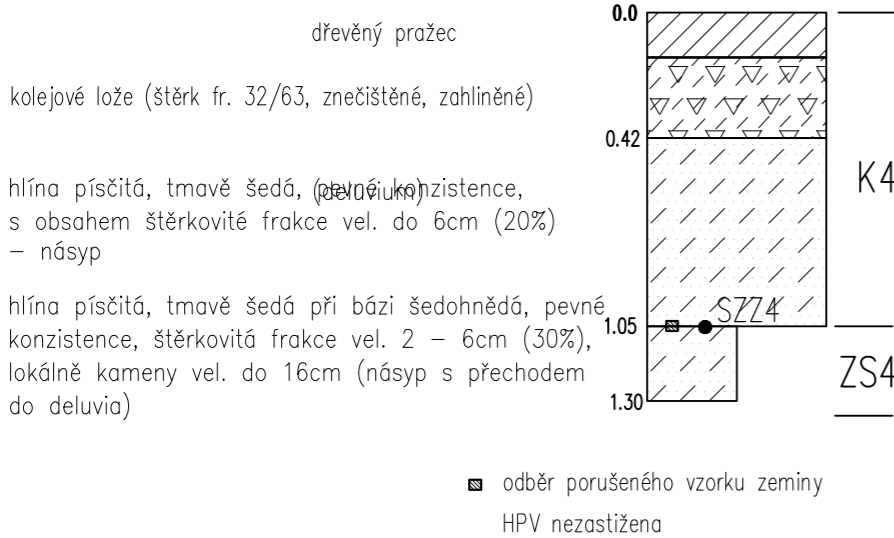 dřevěný pražec
0.0
kolejové lože (štěrk fr. 32/63, znečištěné, zahliněné)
0.42
hlína písčitá, tmavě šedá, pevné konzistence,
(deluvium)
s obsahem štěrkovité frakce vel. do 6cm (20%)
– násyp
K4
hlína písčitá, tmavě šedá při bázi šedohnědá, pevné
konzistence, štěrkovitá frakce vel. 2 – 6cm (30%),
lokálně kameny vel. do 16cm (násyp s přechodem
do deluvia)
SZZ4
1.05
ZS4
1.30
odběr porušeného vzorku zeminy
HPV nezastižena